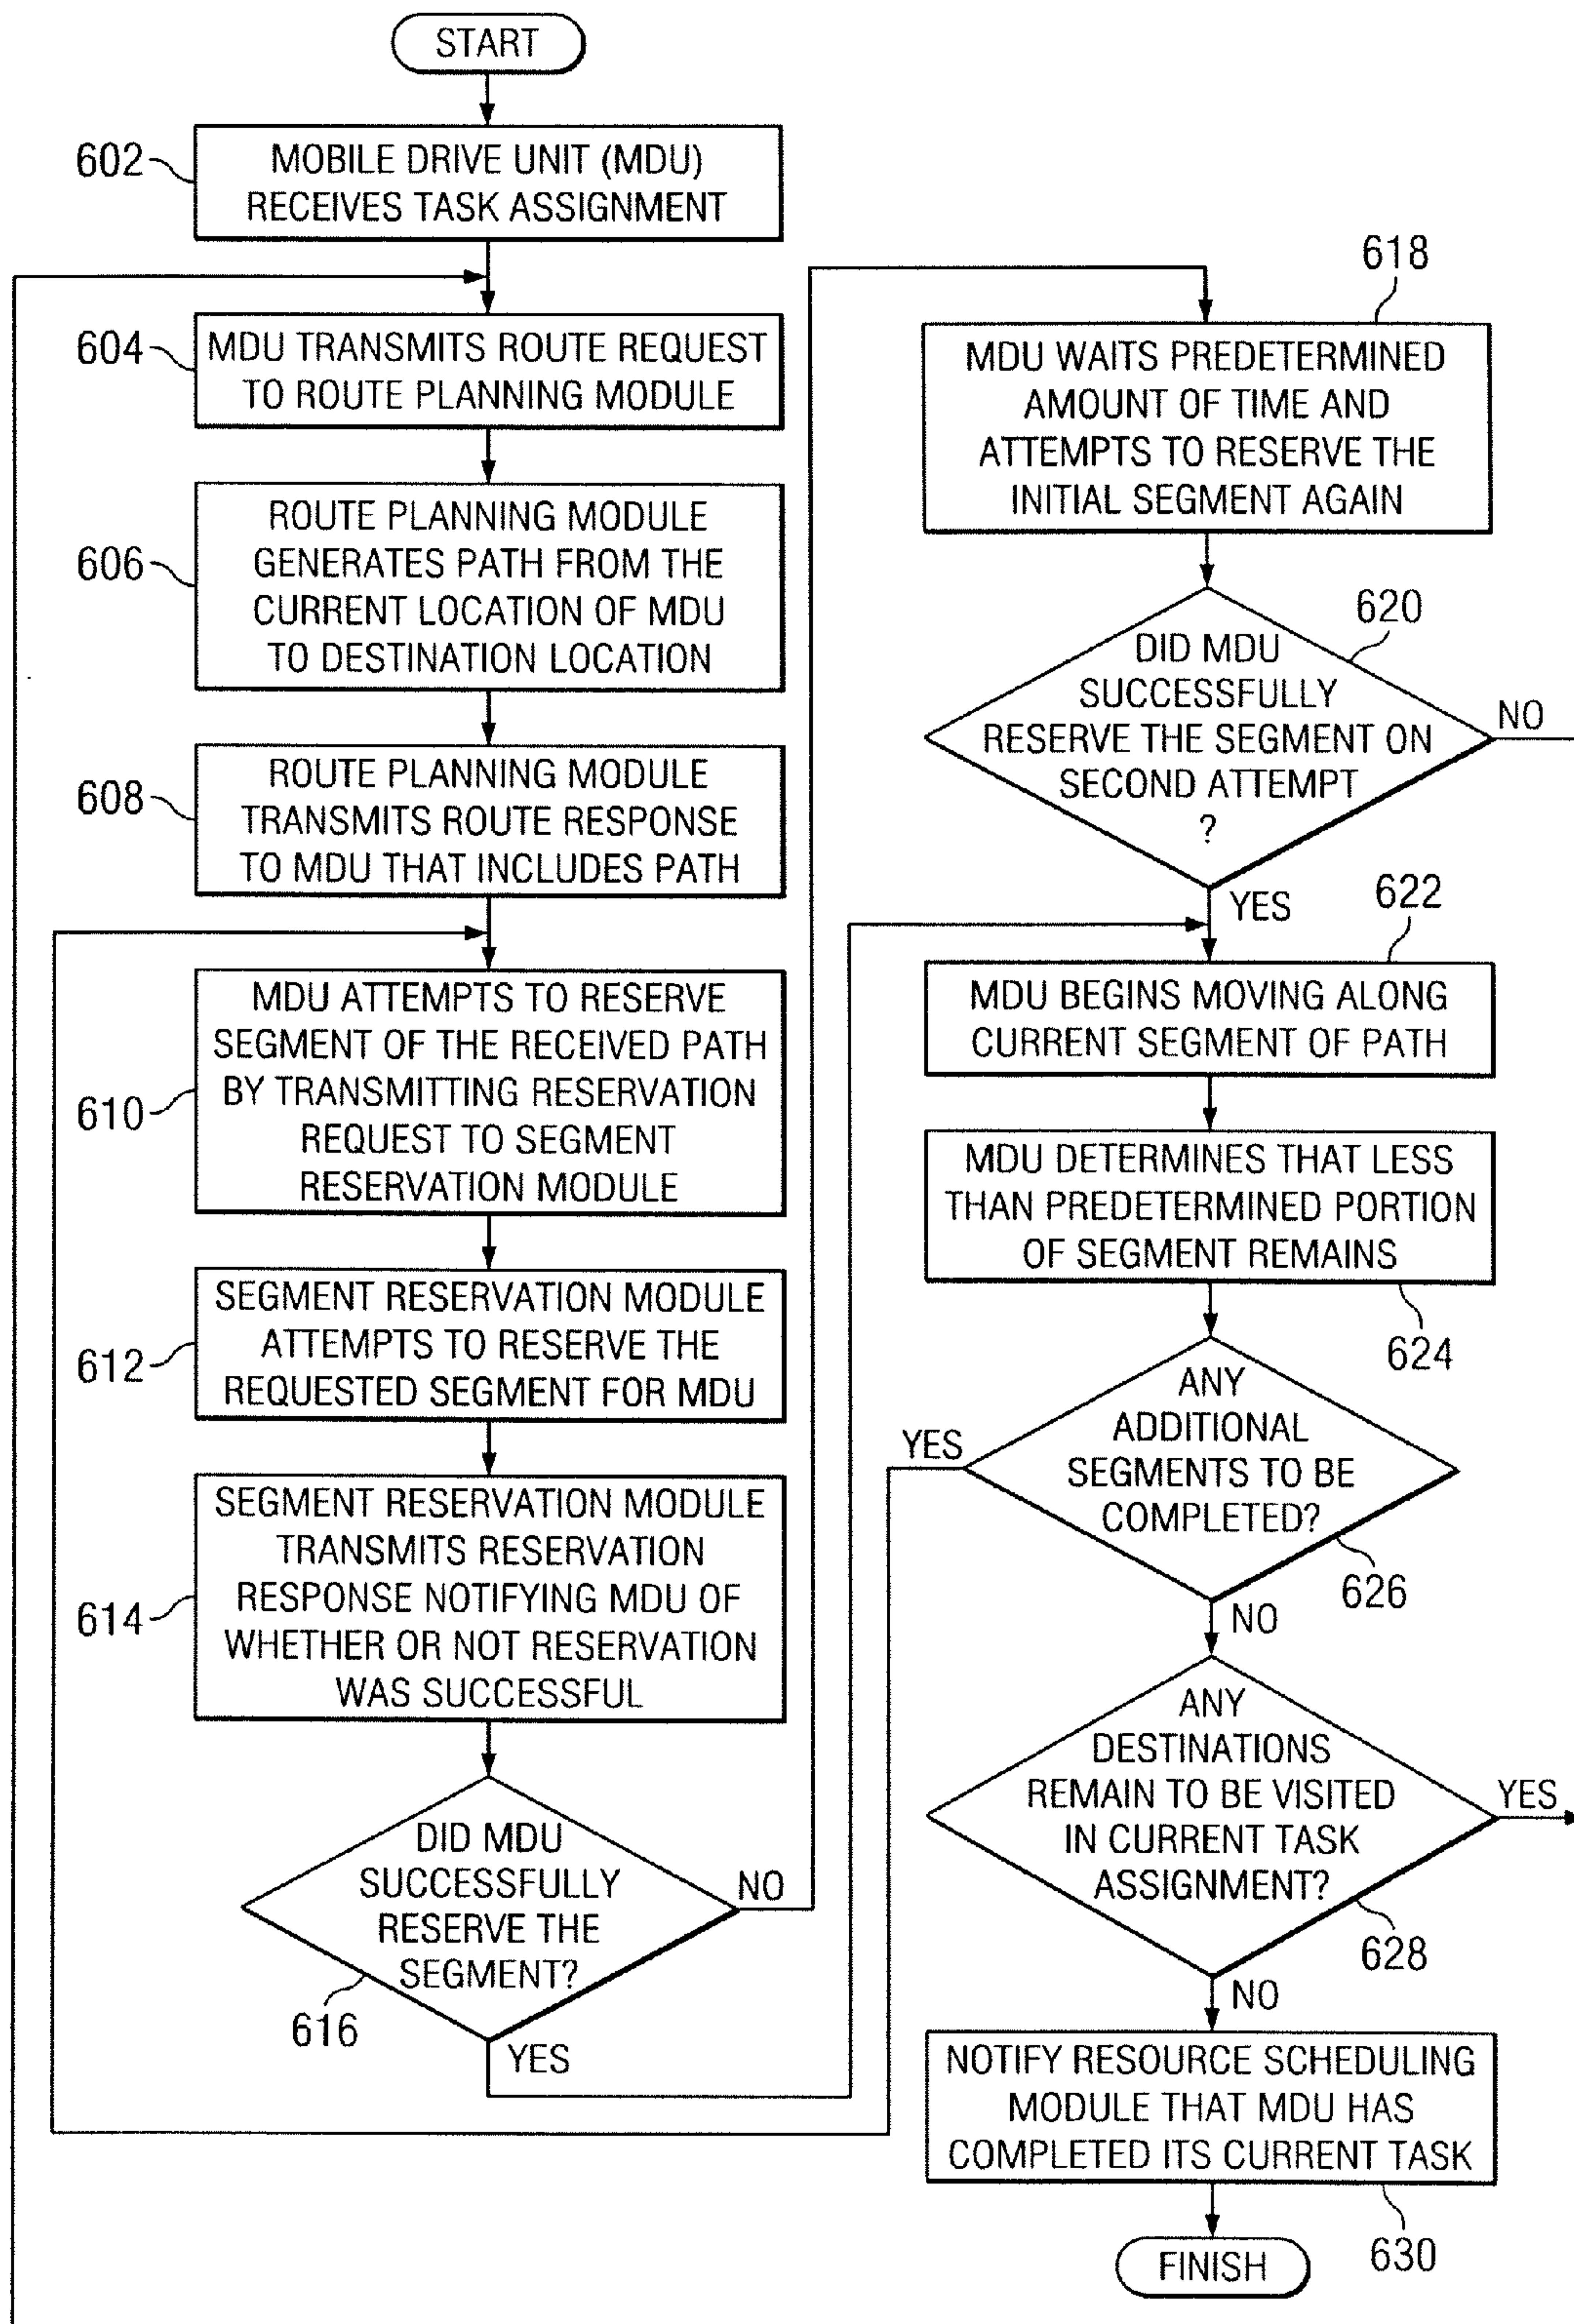 START
602
MOBILE DRIVE UNIT (MDU)
RECEIVES TASK ASSIGNMENT
604
MDU TRANSMITS ROUTE REQUEST
TO ROUTE PLANNING MODULE
606
ROUTE PLANNING MODULE
GENERATES PATH FROM THE
CURRENT LOCATION OF MDU
TO DESTINATION LOCATION
608
ROUTE PLANNING MODULE
TRANSMITS ROUTE RESPONSE
TO MDU THAT INCLUDES PATH
610
MDU ATTEMPTS TO RESERVE
SEGMENT OF THE RECEIVED PATH
BY TRANSMITTING RESERVATION
REQUEST TO SEGMENT
RESERVATION MODULE
612
SEGMENT RESERVATION MODULE
ATTEMPTS TO RESERVE THE
REQUESTED SEGMENT FOR MDU
614
SEGMENT RESERVATION MODULE
TRANSMITS RESERVATION
RESPONSE NOTIFYING MDU OF
WHETHER OR NOT RESERVATION
WAS SUCCESSFUL
DID MDU
SUCCESSFULLY
RESERVE THE
SEGMENT?
NO
616
YES
618
MDU WAITS PREDETERMINED
AMOUNT OF TIME AND
ATTEMPTS TO RESERVE THE
INITIAL SEGMENT AGAIN
620
DID MDU
SUCCESSFULLY
RESERVE THE SEGMENT ON
SECOND ATTEMPT
?
NO
YES
622
MDU BEGINS MOVING ALONG
CURRENT SEGMENT OF PATH
MDU DETERMINES THAT LESS
THAN PREDETERMINED PORTION
OF SEGMENT REMAINS
624
ANY
ADDITIONAL
SEGMENTS TO BE
COMPLETED?
YES
626
NO
ANY
DESTINATIONS
REMAIN TO BE VISITED
IN CURRENT TASK
ASSIGNMENT?
YES
628
NO
NOTIFY RESOURCE SCHEDULING
MODULE THAT MDU HAS
COMPLETED ITS CURRENT TASK
630
FINISH